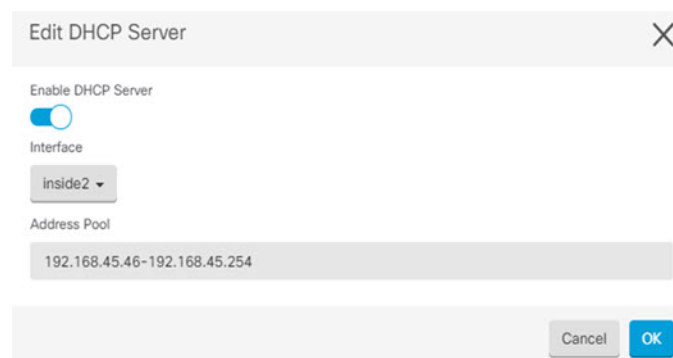 Edit DHCP Server
Enable DHCP Server
Interface
inside2
Address Pool
192.168.45.46-192.168.45.254
Cancel
OK